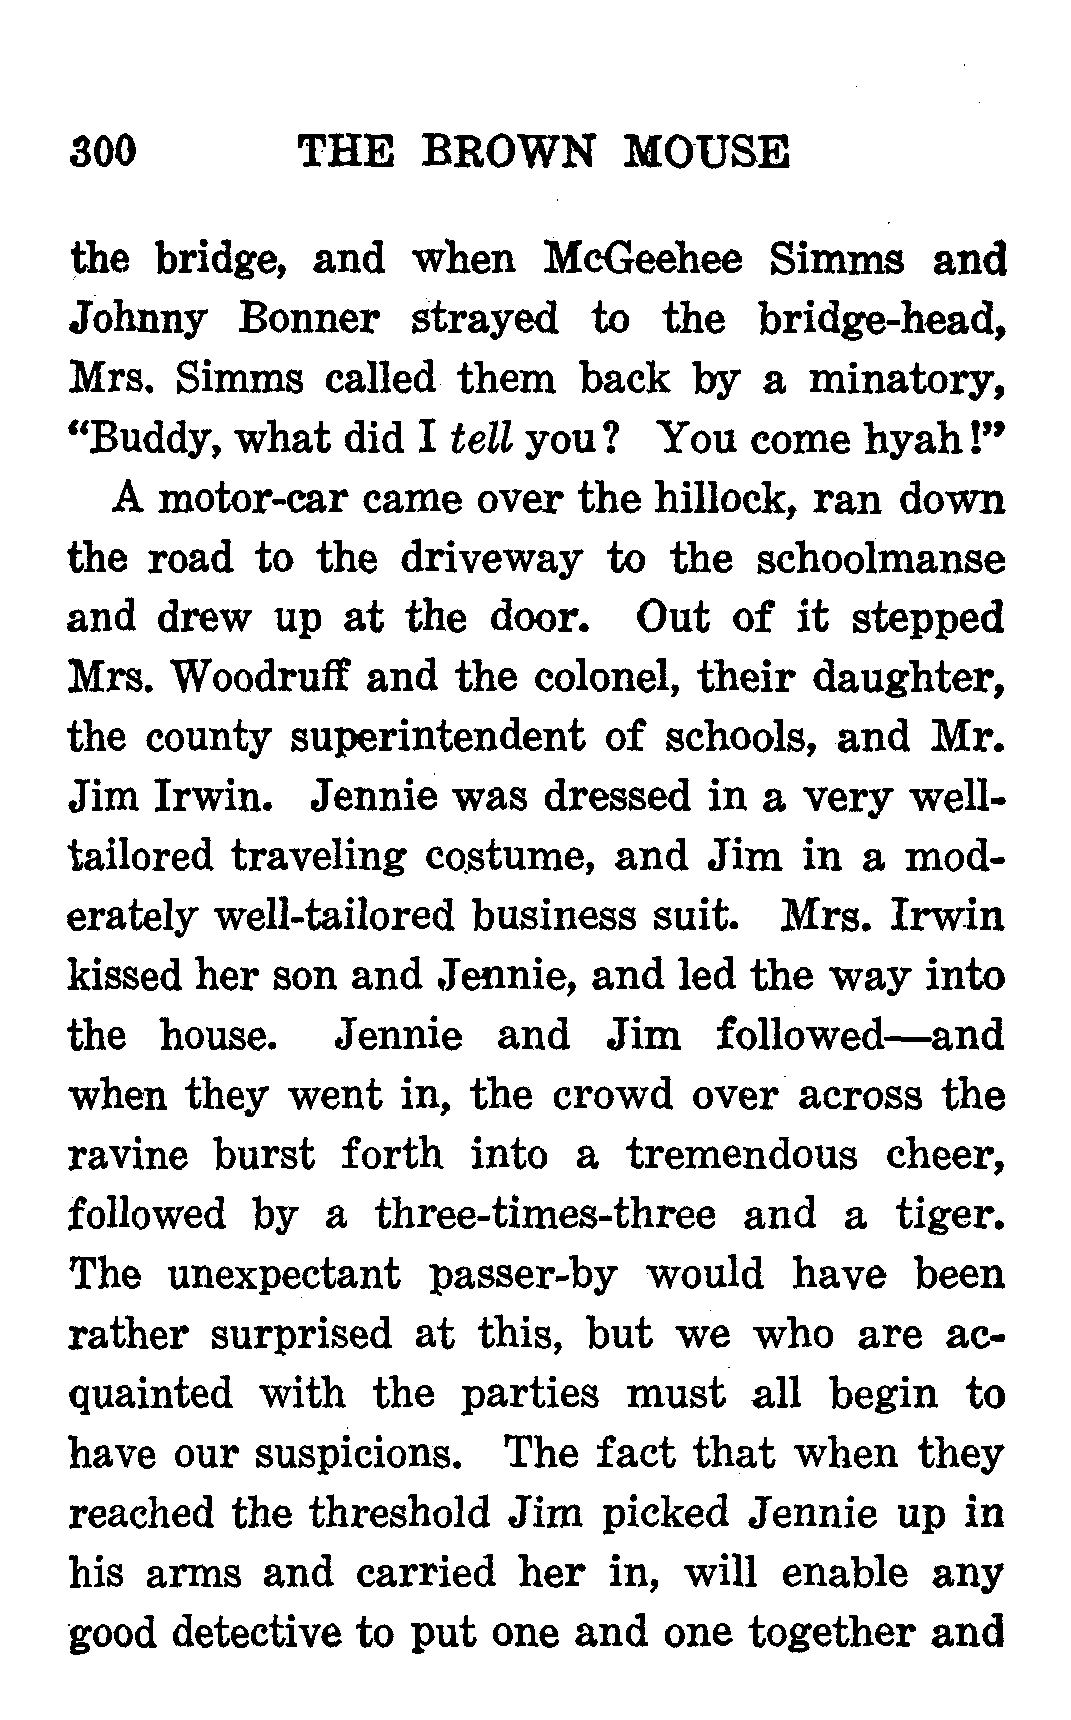 300 THE BROWN MOUSE
the bridge, and when McGeehee Simms and
Johnny Bonner strayed to the bridge-head,
Mrs. Simms called them back by a minatory,
“Buddy, what did I tell you? You come hyah!”
A motor-car came over the hillock, ran down
the road to the driveway to the schoolmanse
and drew up at the door. Out of it stepped
Mrs. Woodruff and the colonel, their daughter,
the county superintendent of schools, and Mr.
Jim Irwin. Jennie was dressed in a very well-
tailored traveling costume, and Jim in a mod-
erately well-tailored business suit. Mrs. Irwin
kissed her son and Jennie, and led the way into
the house. Jennie and Jim followed—and
when they went in, the crowd over across the
ravine burst forth into a tremendous cheer,
followed by a three-times-three and a tiger.
The unexpectant passer-by would have been
rather surprised at this, but we who are ac-
quainted with the parties must all begin to
have our suspicions. The fact that when they
reached the threshold Jim picked Jennie up in
his arms and carried her in, will enable any
good detective to put one and one together and